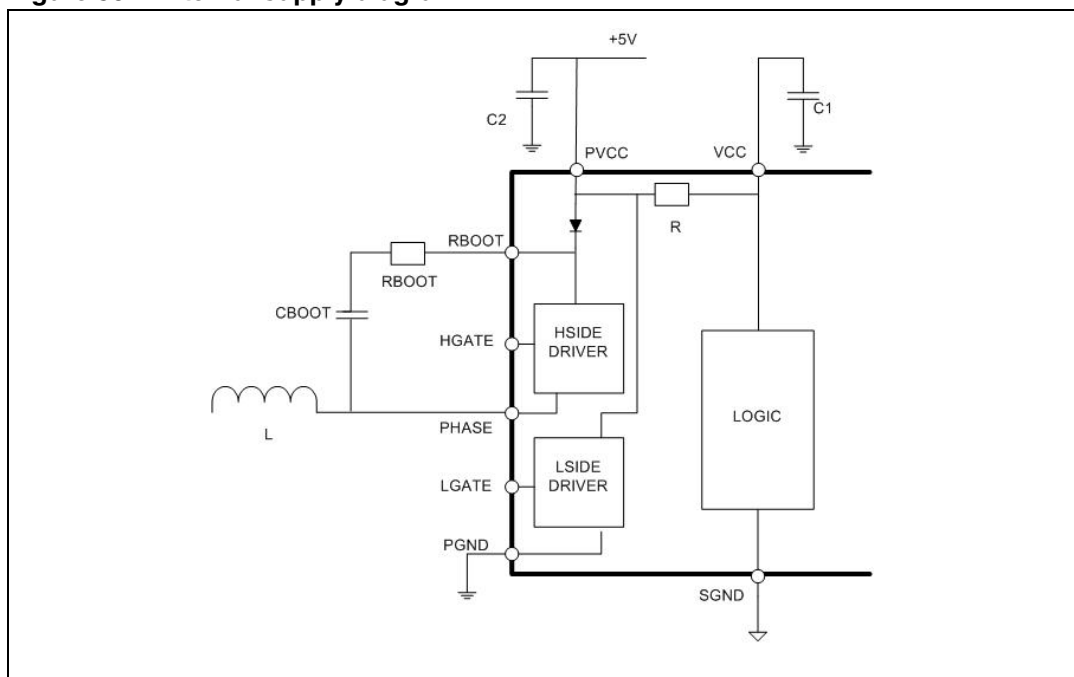 +5V
C2
C1
PVCC
VCC
R
RBOOT
RBOOT
CBOOT
HGATE
HSIDE
DRIVER
PHASE
L
LOGIC
LGATE
LSIDE
DRIVER
PGND
SGND